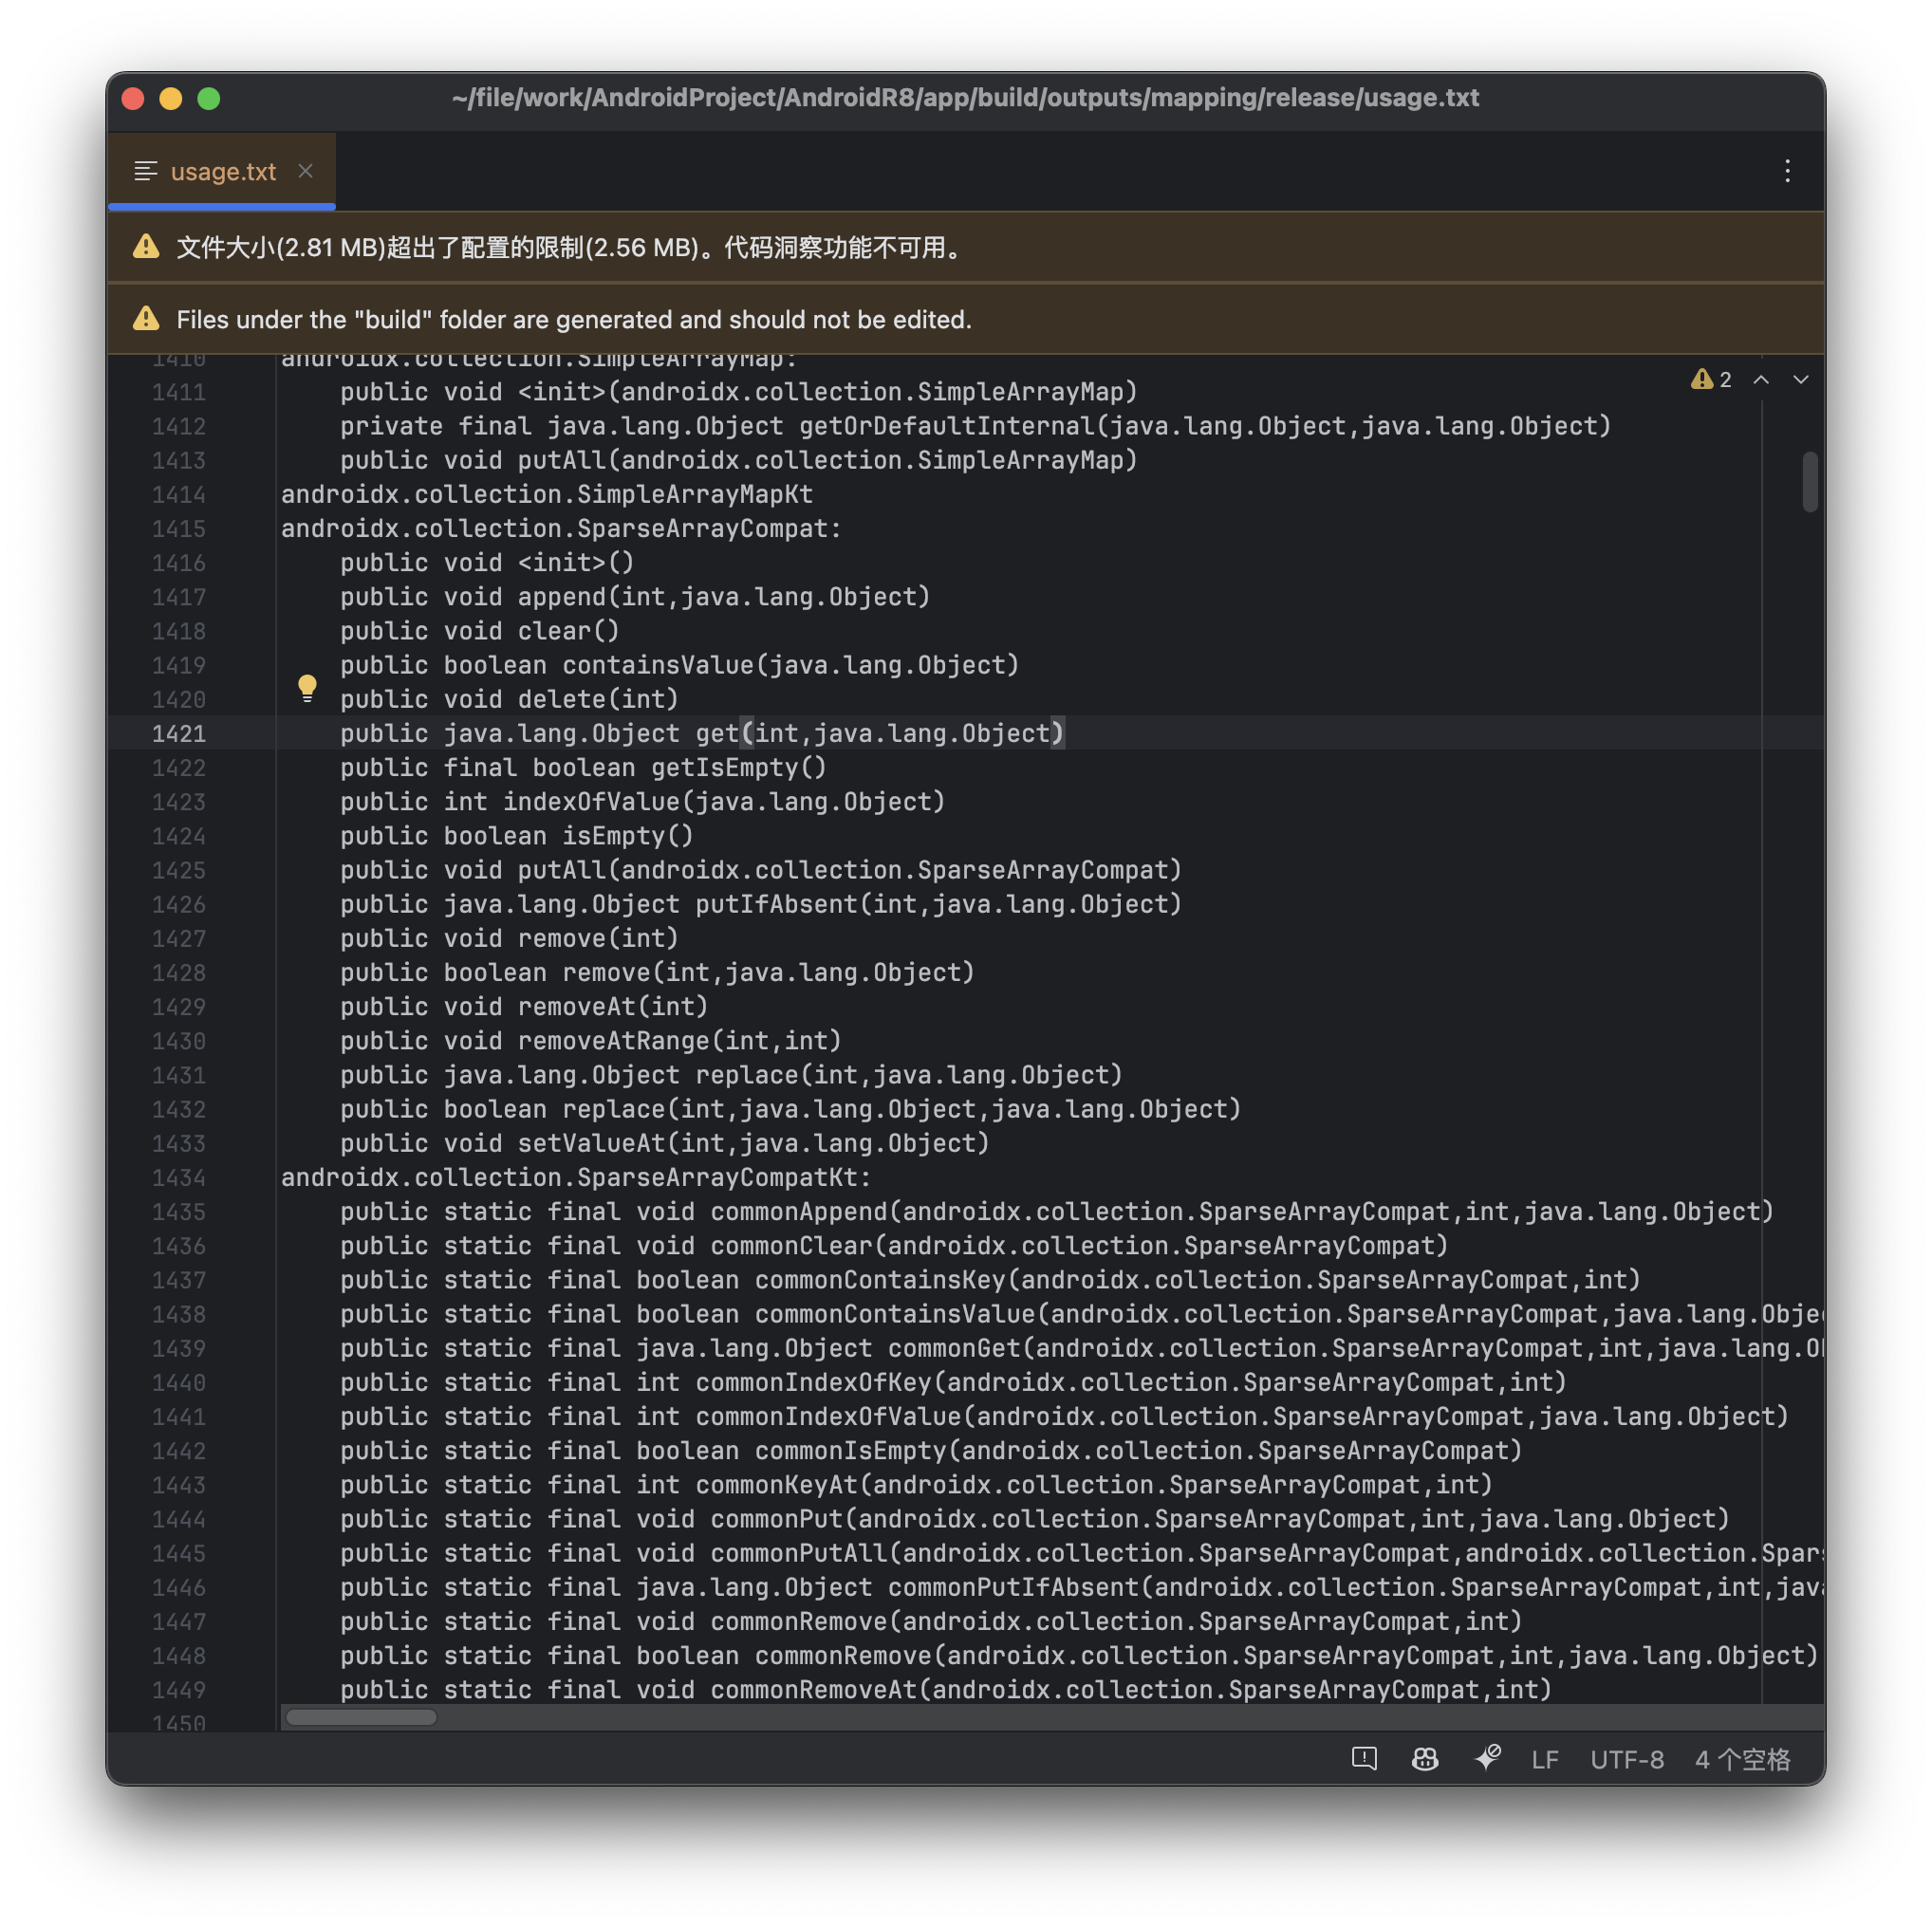 ~/file/work/AndroidProject/AndroidR8/app/build/outputs/mapping/release/usage.txt
usage.txt
文件大小(2.81 MB)超出了配置的限制(2.56 MB)。代码洞察功能不可用。
Files under the "build" folder are generated and should not be edited.
1410 androidx.collection.SimpleArrayMap:
2
1411 public void <init>(androidx.collection.SimpleArrayMap)
1412 private final java.lang.Object getOrDefaultInternal(java.lang.Object,java.lang.Object)
1413 public void putAll(androidx.collection.SimpleArrayMap)
1414 androidx.collection.SimpleArrayMapKt
1415 androidx.collection.SparseArrayCompat:
1416 public void <init>()
1417 public void append(int,java.lang.Object)
1418 public void clear()
1419 public boolean containsValue(java.lang.Object)
1420 public void delete(int)
1421 public java.lang.Object get(int,java.lang.Object)
1422 public final boolean getIsEmpty()
1423 public int indexOfValue(java.lang.Object)
1424 public boolean isEmpty()
1425 public void putAll(androidx.collection.SparseArrayCompat)
1426 public java.lang.Object putIfAbsent(int,java.lang.Object)
1427 public void remove(int)
1428 public boolean remove(int,java.lang.Object)
1429 public void removeAt(int)
1430 public void removeAtRange(int,int)
1431 public java.lang.Object replace(int,java.lang.Object)
1432 public boolean replace(int,java.lang.Object,java.lang.Object)
1433 public void setValueAt(int,java.lang.Object)
1434 androidx.collection.SparseArrayCompatKt:
1435 public static final void commonAppend(androidx.collection.SparseArrayCompat,int,java.lang.Object)
1436 public static final void commonClear(androidx.collection.SparseArrayCompat)
1437 public static final boolean commonContainsKey(androidx.collection.SparseArrayCompat,int)
1438 public static final boolean commonContainsValue(androidx.collection.SparseArrayCompat,java.lang.Obje
1439 public static final java.lang.Object commonGet(androidx.collection.SparseArrayCompat,int,java.lang.O
1440 public static final int commonIndexOfKey(androidx.collection.SparseArrayCompat,int)
1441 public static final int commonIndexOfValue(androidx.collection.SparseArrayCompat,java.lang.Object)
1442 public static final boolean commonIsEmpty(androidx.collection.SparseArrayCompat)
1443 public static final int commonKeyAt(androidx.collection.SparseArrayCompat,int)
1444 public static final void commonPut(androidx.collection.SparseArrayCompat,int,java.lang.Object)
1445 public static final void commonPutAll(androidx.collection.SparseArrayCompat,androidx.collection.Spar
1446 public static final java.lang.Object commonPutIfAbsent(androidx.collection.SparseArrayCompat,int,jav
1447 public static final void commonRemove(androidx.collection.SparseArrayCompat,int)
1448 public static final boolean commonRemove(androidx.collection.SparseArrayCompat,int,java.lang.Object)
1449 public static final void commonRemoveAt(androidx.collection.SparseArrayCompat,int)
1450
LF UTF-8 4 个空格